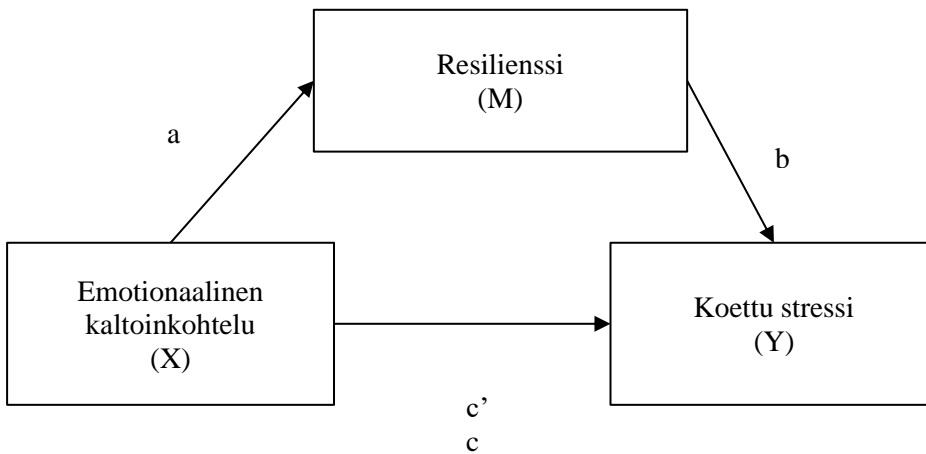 Resilienssi
(M)
a
b
Emotionaalinen
kaltoinkohtelu
(X)
Koettu stressi
(Y)
c’
c